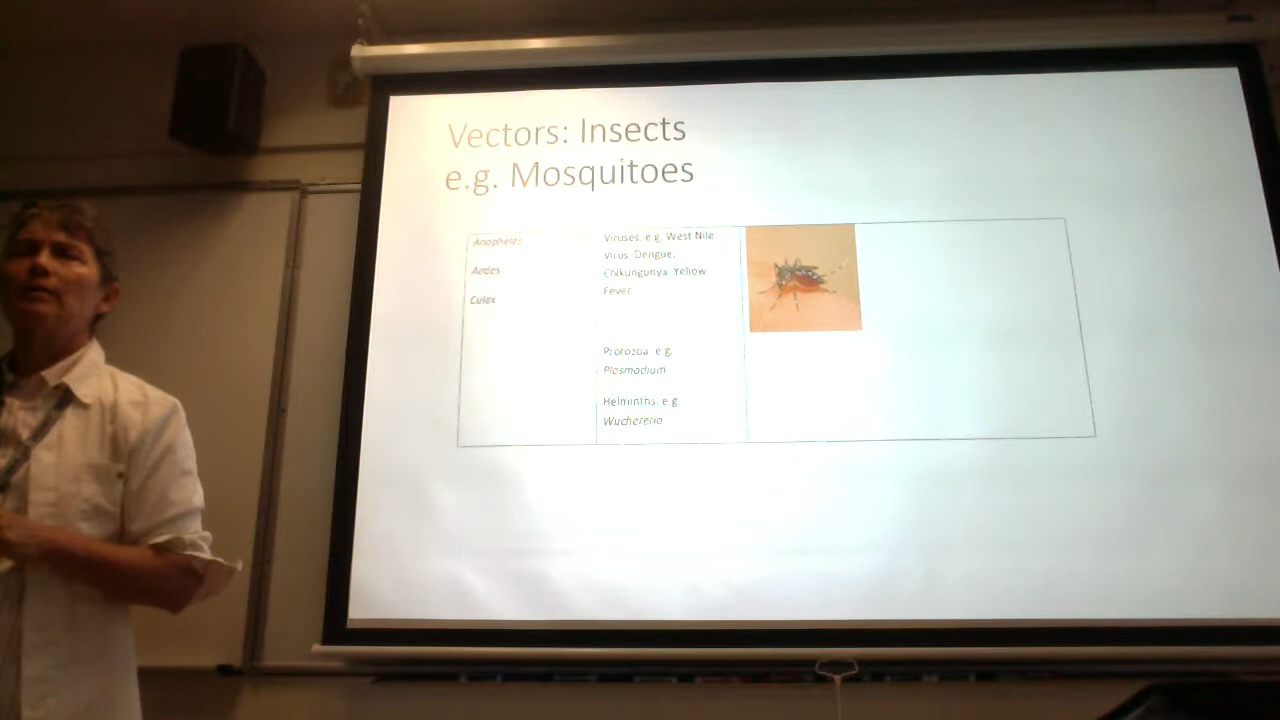 Vectors: Insects
e.g. Mosquitoes
Anopheles
Aedes
Culex
Viruses, e.g. West Nile
Virus, Dengue,
Chikungunya, Yellow
Fever
Protozoa, e.g.
Plasmodium
Helminths, e.g.
Wuchereria